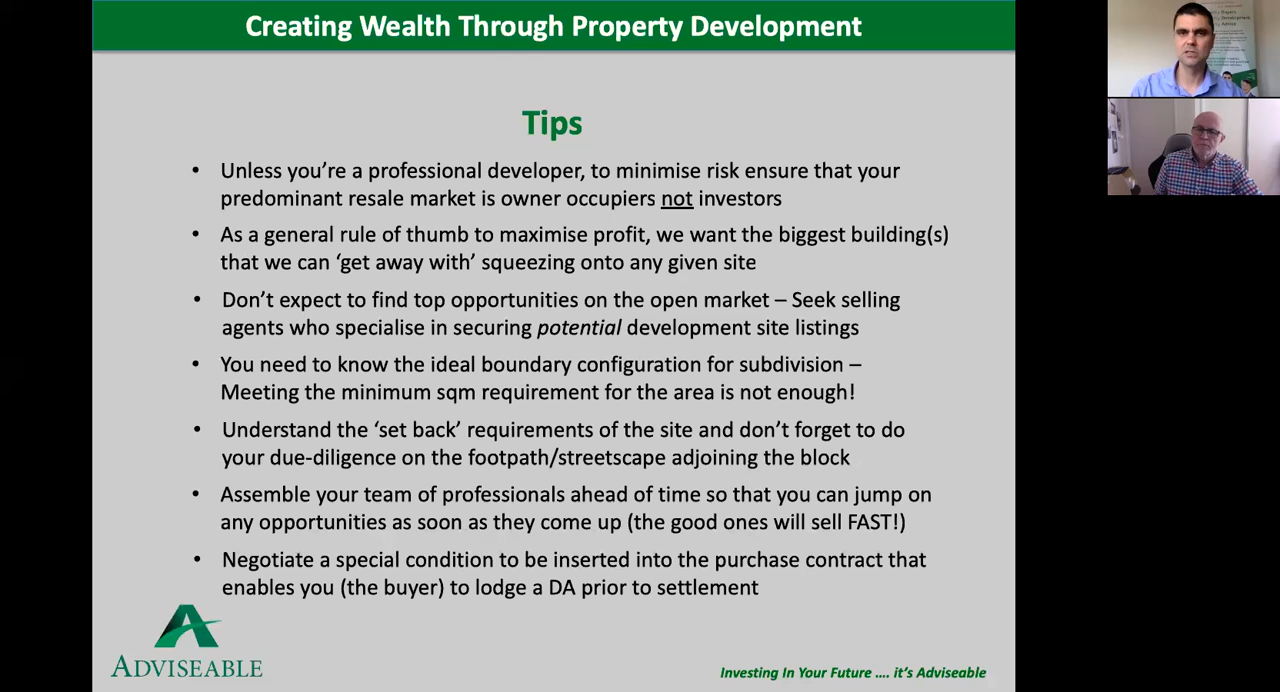 Creating Wealth Through Property Development
Tips
• Unless you’re a professional developer, to minimise risk ensure that your
predominant resale market is owner occupiers not investors
• As a general rule of thumb to maximise profit, we want the biggest building(s)
that we can ‘get away with’ squeezing onto any given site
• Don’t expect to find top opportunities on the open market – Seek selling
agents who specialise in securing potential development site listings
• You need to know the ideal boundary configuration for subdivision –
Meeting the minimum sqm requirement for the area is not enough!
• Understand the ‘set back’ requirements of the site and don’t forget to do
your due-diligence on the footpath/streetscape adjoining the block
• Assemble your team of professionals ahead of time so that you can jump on
any opportunities as soon as they come up (the good ones will sell FAST!)
• Negotiate a special condition to be inserted into the purchase contract that
enables you (the buyer) to lodge a DA prior to settlement
ADVISEABLE
Investing In Your Future .... it’s Adviseable